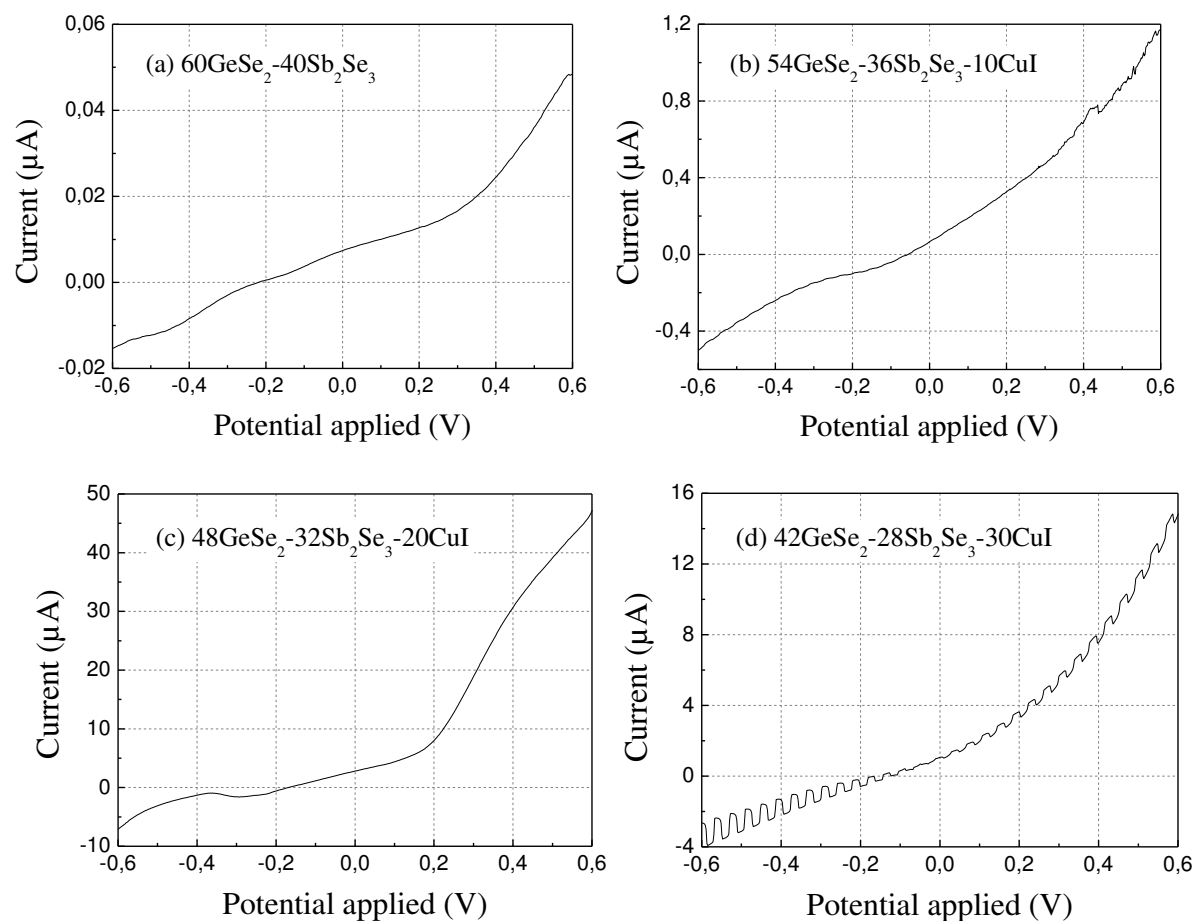 0,06
(a) 60GeSe₂-40Sb₂Se₃
0,04
0,02
0,00
-0,02
-0,6 -0,4 -0,2 0,0 0,2 0,4 0,6
Current (µA)
Potential applied (V)
1,2
(b) 54GeSe₂-36Sb₂Se₃-10CuI
0,8
0,4
0,0
-0,4
-0,6 -0,4 -0,2 0,0 0,2 0,4 0,6
Current (µA)
Potential applied (V)
50
(c) 48GeSe₂-32Sb₂Se₃-20CuI
40
30
20
10
0
-10
-0,6 -0,4 -0,2 0,0 0,2 0,4 0,6
Current (µA)
Potential applied (V)
16
(d) 42GeSe₂-28Sb₂Se₃-30CuI
12
8
4
0
-4
-0,6 -0,4 -0,2 0,0 0,2 0,4 0,6
Current (µA)
Potential applied (V)